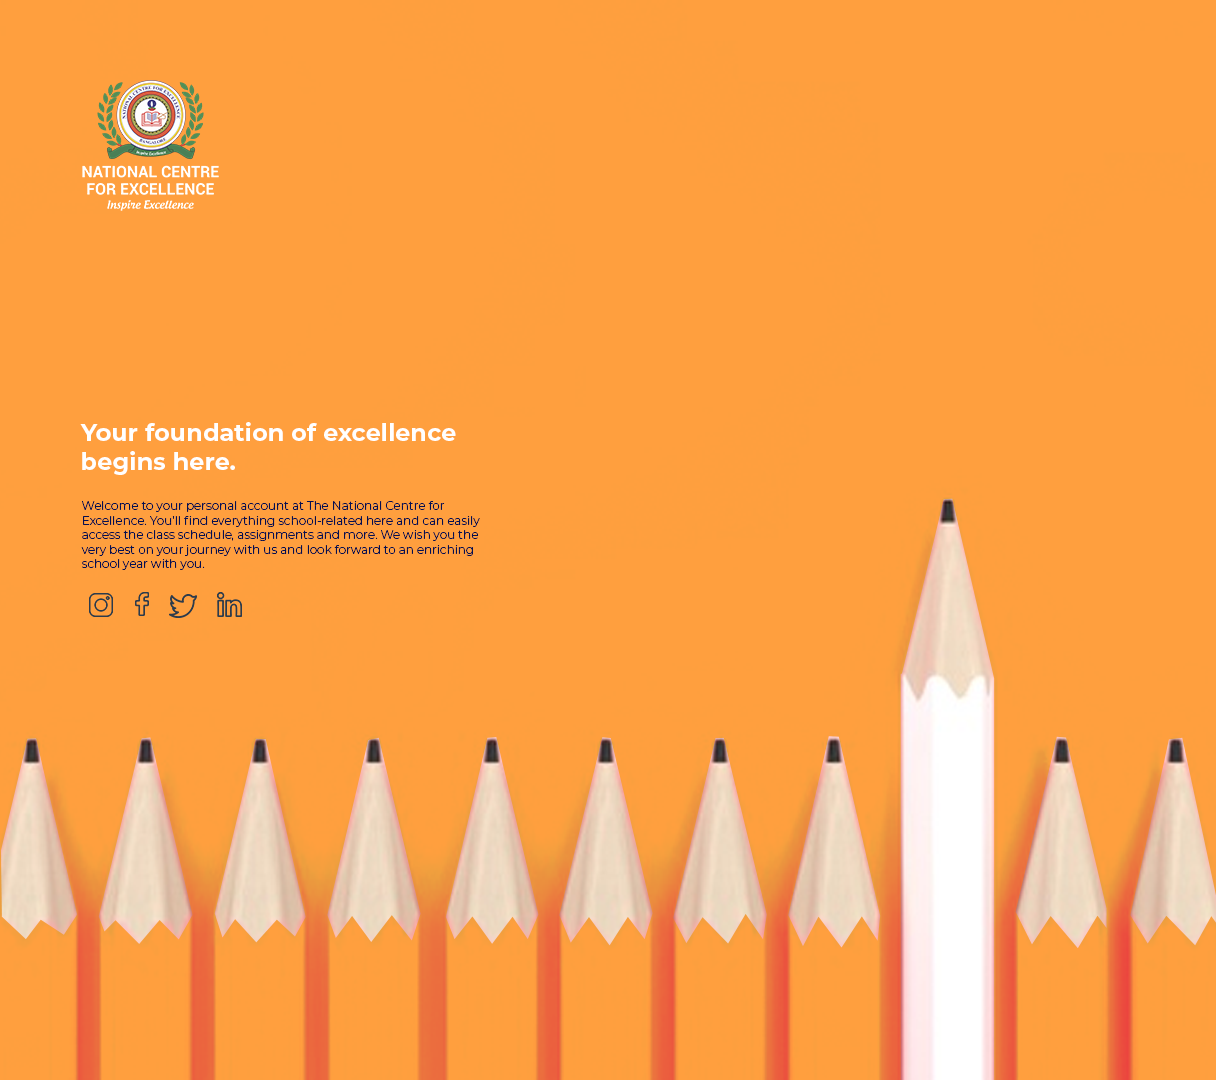 NATIONAL CENTRE FOR EXCELLENCE
BANGALORE
Inspire Excellence
NATIONAL CENTRE
FOR EXCELLENCE
Inspire Excellence
Your foundation of excellence
begins here.
Welcome to your personal account at The National Centre for
Excellence. You'll find everything school-related here and can easily
access the class schedule, assignments and more. We wish you the
very best on your journey with us and look forward to an enriching
school year with you.